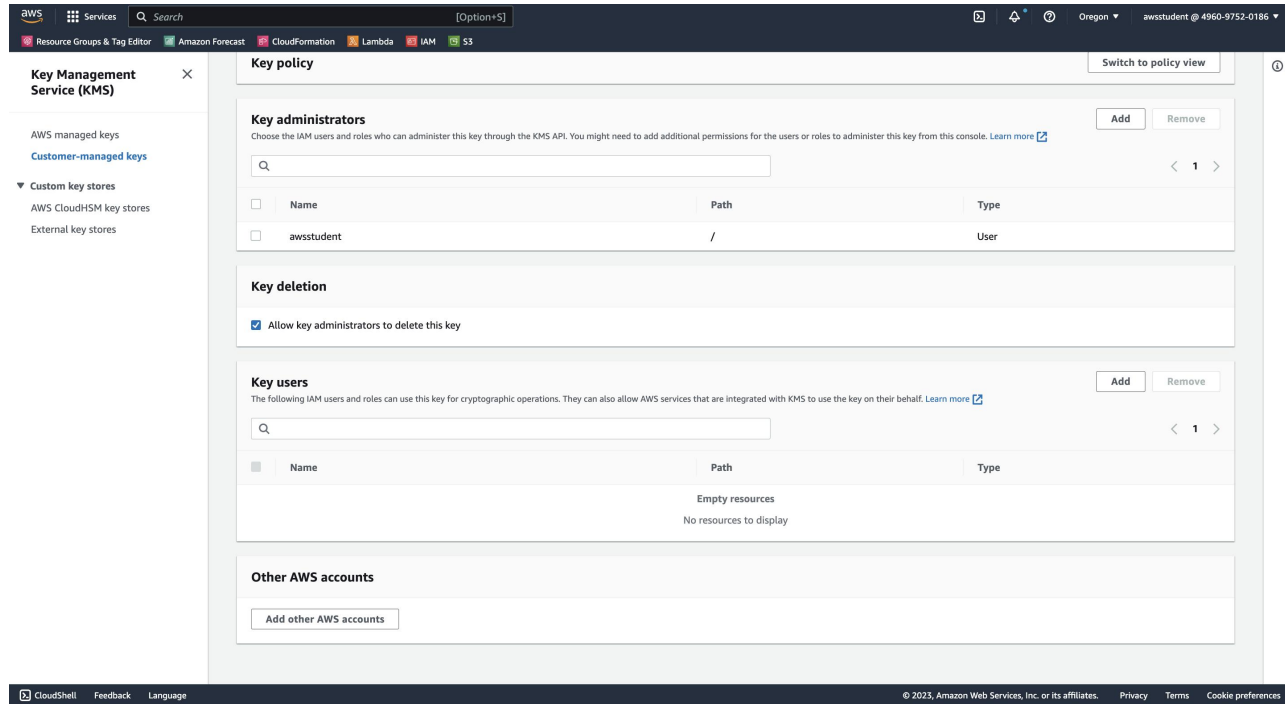 aws
Services
Search
[Option+S]
Oregon
awsstudent @ 4960-9752-0186
Resource Groups & Tag Editor
Amazon Forecast
CloudFormation
Lambda
IAM
S3
Key Management
Service (KMS)
AWS managed keys
Customer-managed keys
Custom key stores
AWS CloudHSM key stores
External key stores
Key policy
Switch to policy view
Key administrators
Add
Remove
Choose the IAM users and roles who can administer this key through the KMS API. You might need to add additional permissions for the users or roles to administer this key from this console. Learn more
1
Name Path Type
awsstudent / User
Key deletion
Allow key administrators to delete this key
Key users
Add
Remove
The following IAM users and roles can use this key for cryptographic operations. They can also allow AWS services that are integrated with KMS to use the key on their behalf. Learn more
1
Name Path Type
Empty resources
No resources to display
Other AWS accounts
Add other AWS accounts
CloudShell Feedback Language
© 2023, Amazon Web Services, Inc. or its affiliates. Privacy Terms Cookie preferences